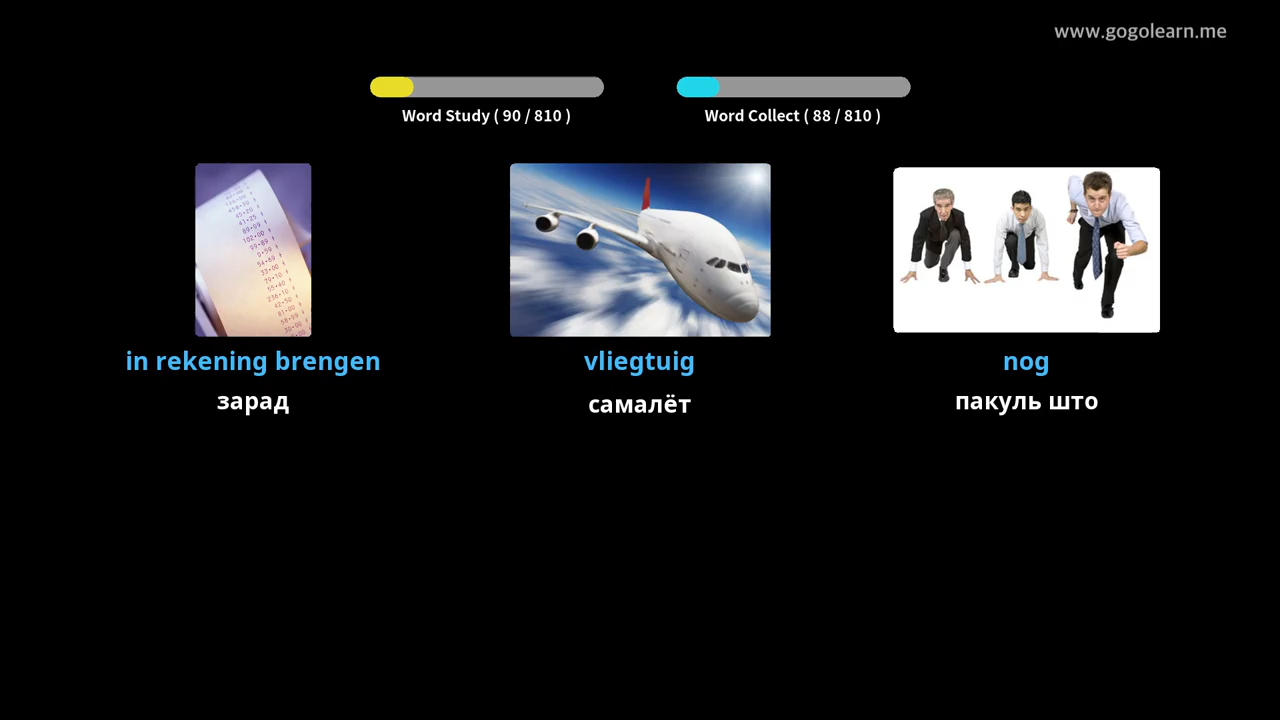 www.gogolearn.me
Word Study ( 90 / 810 )
Word Collect ( 88 / 810 )
in rekening brengen
vliegtuig
nog
зарад
самалёт
пакуль што